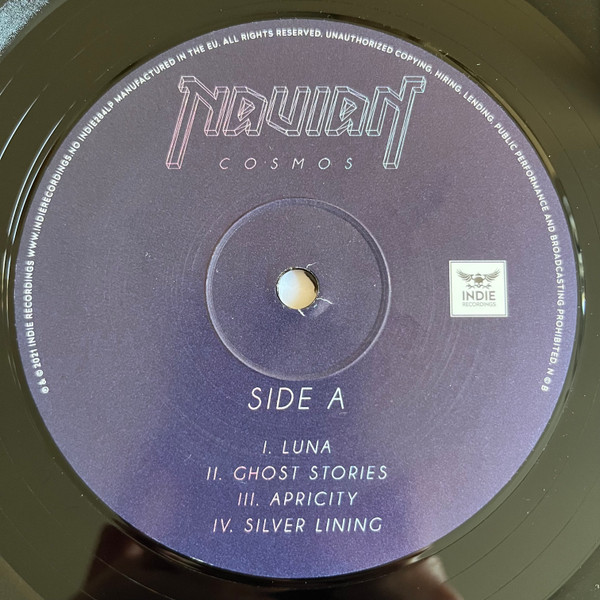 ℗ & © 2021 INDIE RECORDINGS WWW.INDIERECORDINGS.NO INDIE284LP MANUFACTURED IN THE EU. ALL RIGHTS RESERVED, UNAUTHORIZED COPYING, HIRING, LENDING, PUBLIC PERFORMANCE AND BROADCASTING PROHIBITED. N©B
NAVIAN
COSMOS
INDIE
RECORDINGS
SIDE A
I. LUNA
II. GHOST STORIES
III. APRICITY
IV. SILVER LINING